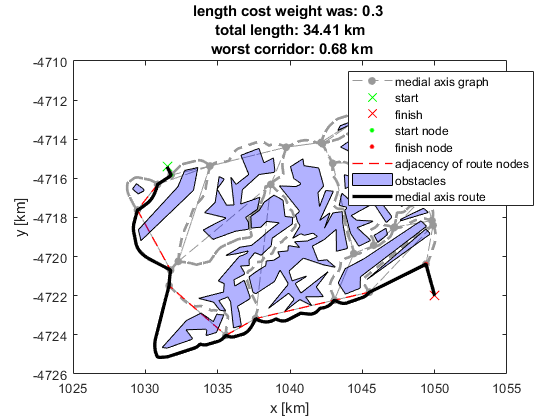 length cost weight was: 0.3
total length: 34.41 km
worst corridor: 0.68 km
-4710
-4712
-4714
-4716
-4718
-4720
-4722
-4724
-4726
y [km]
medial axis graph
start
finish
start node
finish node
adjacency of route nodes
obstacles
medial axis route
1025
1030
1035
1040
1045
1050
1055
x [km]